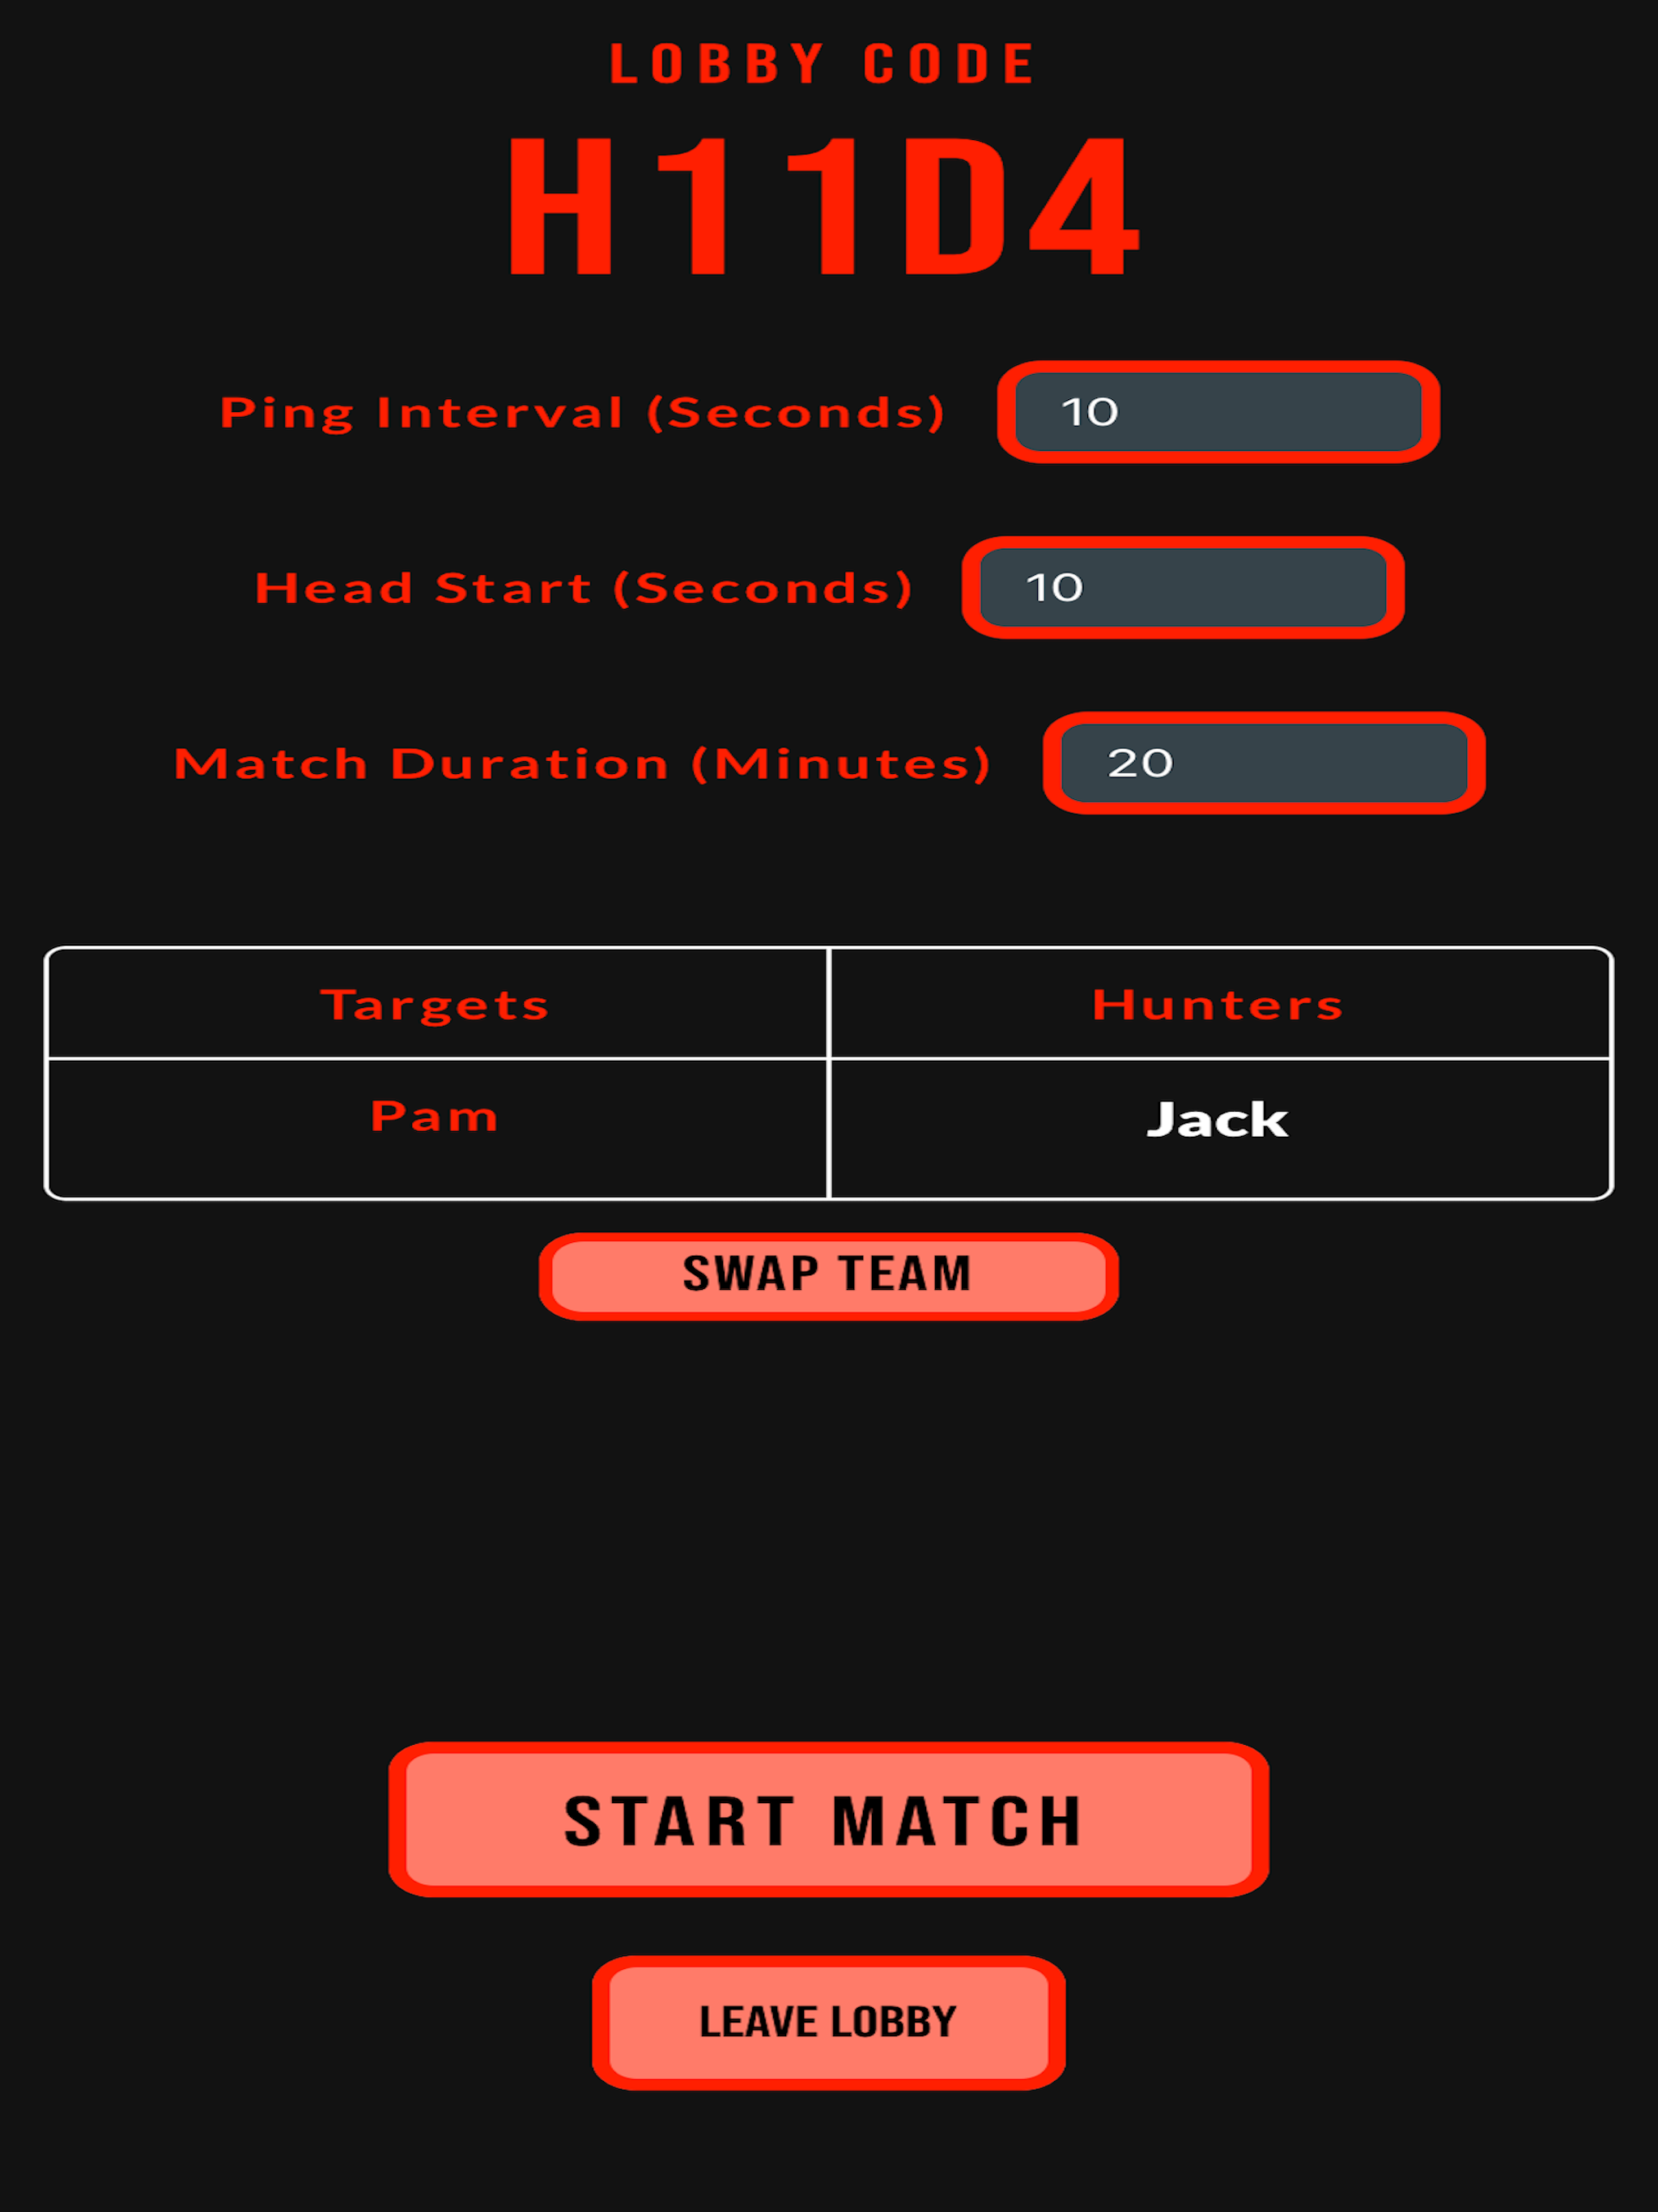 LOBBY CODE
H11D4
Ping Interval (Seconds) 10
Head Start (Seconds) 10
Match Duration (Minutes) 20
Targets Hunters
Pam Jack
SWAP TEAM
START MATCH
LEAVE LOBBY